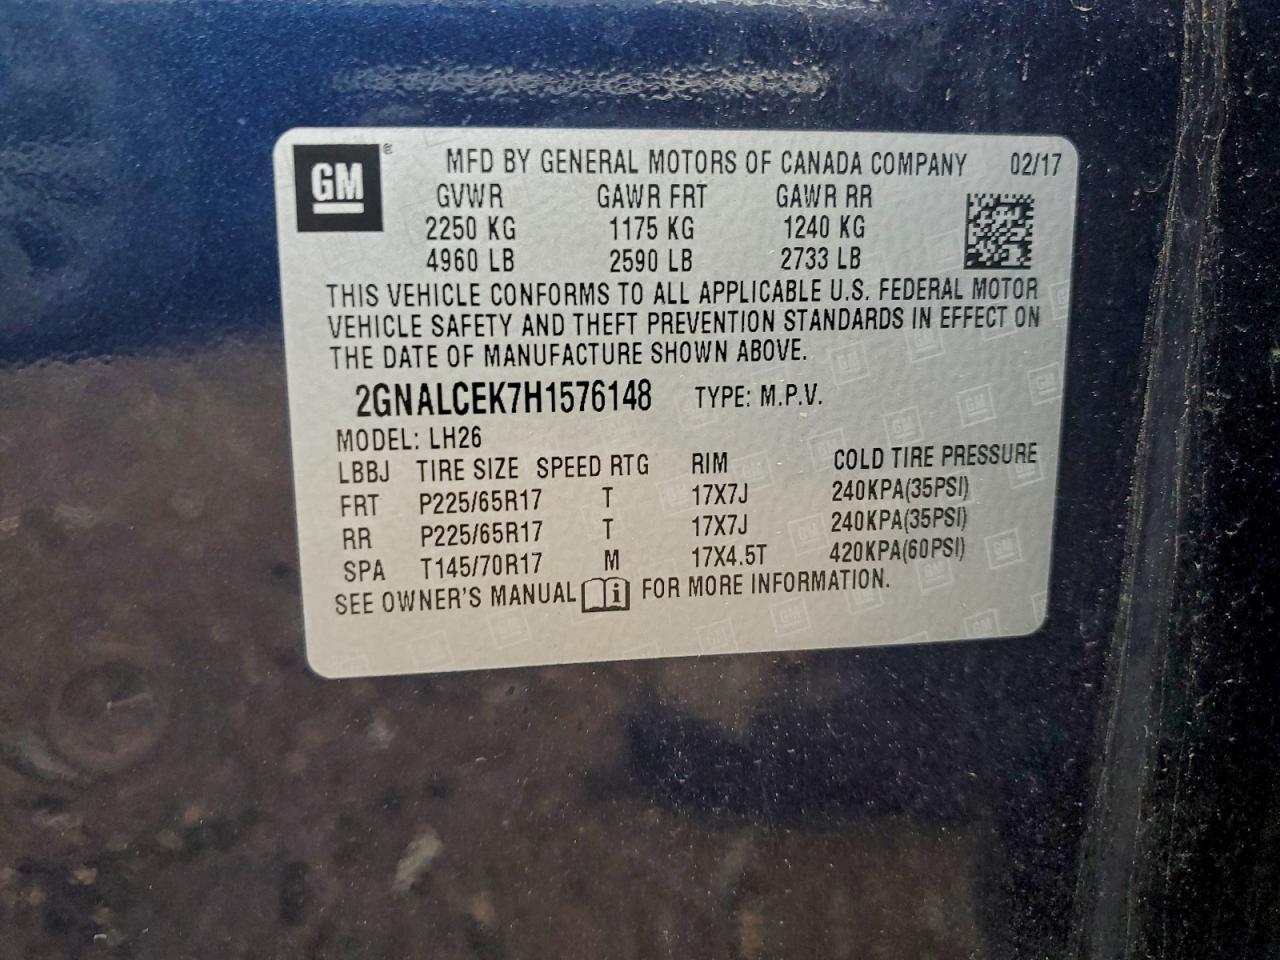 GM ® MFD BY GENERAL MOTORS OF CANADA COMPANY 02/17
GVWR GAWR FRT GAWR RR
2250 KG 1175 KG 1240 KG
4960 LB 2590 LB 2733 LB
THIS VEHICLE CONFORMS TO ALL APPLICABLE U.S. FEDERAL MOTOR
VEHICLE SAFETY AND THEFT PREVENTION STANDARDS IN EFFECT ON
THE DATE OF MANUFACTURE SHOWN ABOVE.
2GNALCEK7H1576148 TYPE: M.P.V.
MODEL: LH26
LBBJ TIRE SIZE SPEED RTG RIM COLD TIRE PRESSURE
FRT P225/65R17 T 17X7J 240KPA(35PSI)
RR P225/65R17 T 17X7J 240KPA(35PSI)
SPA T145/70R17 M 17X4.5T 420KPA(60PSI)
SEE OWNER'S MANUAL i FOR MORE INFORMATION.